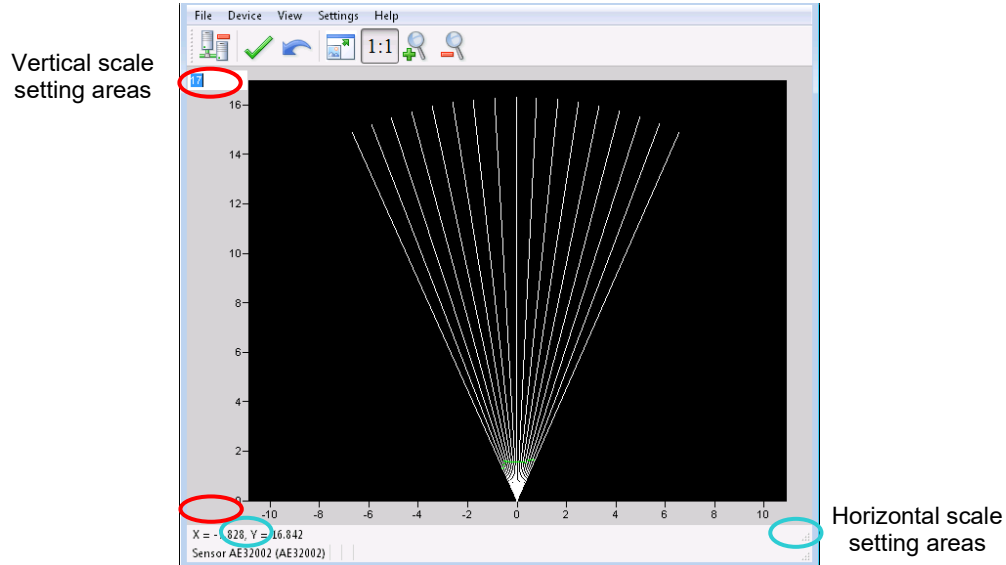 File Device View Settings Help
1:1
Vertical scale
setting areas
17
16
14
12
10
8
6
4
2
0
-10 -8 -6 -4 -2 0 2 4 6 8 10
X = -1.828, Y = 16.842
Sensor AE32002 (AE32002)
Horizontal scale
setting areas